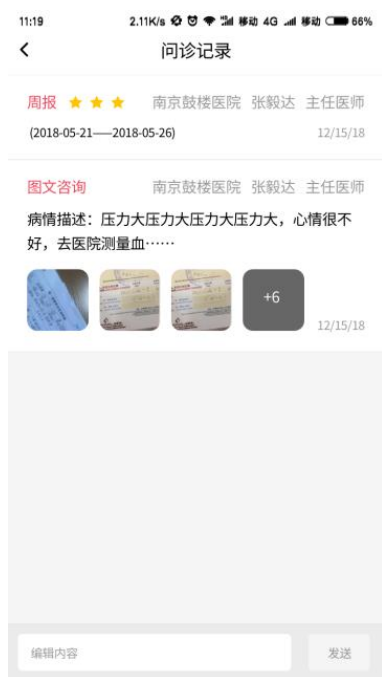 11:19 2.11K/s 移动 4G 移动 66%
问诊记录
周报 南京鼓楼医院 张毅达 主任医师
(2018-05-21——2018-05-26) 12/15/18
图文咨询 南京鼓楼医院 张毅达 主任医师
病情描述：压力大压力大压力大压力大，心情很不
好，去医院测量血……
+6
12/15/18
编辑内容 发送